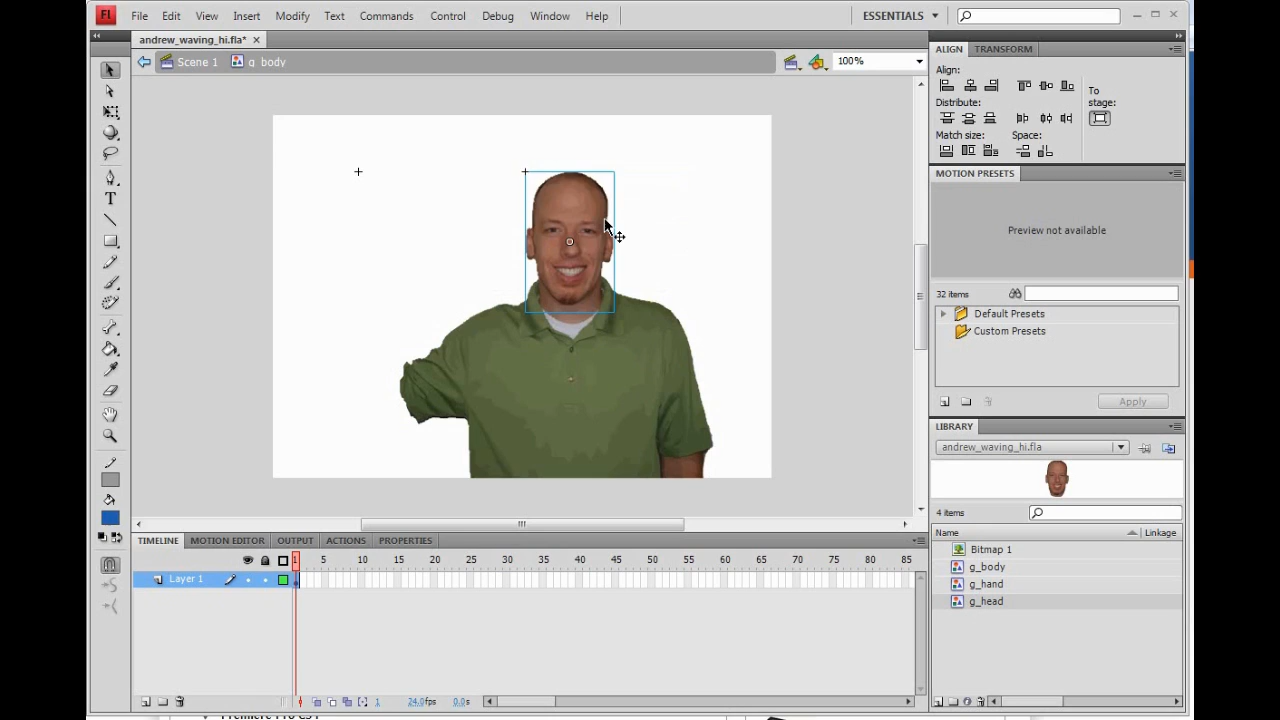 Fl File Edit View Insert Modify Text Commands Control Debug Window Help ESSENTIALS
andrew_waving_hi.fla*
Scene 1 g_body 100%
ALIGN TRANSFORM
Align:
To stage:
Distribute:
Match size: Space:
MOTION PRESETS
Preview not available
32 items
Default Presets
Custom Presets
Apply
LIBRARY
andrew_waving_hi.fla
4 items
Name Linkage
Bitmap 1
g_body
g_hand
g_head
TIMELINE MOTION EDITOR OUTPUT ACTIONS PROPERTIES
1 5 10 15 20 25 30 35 40 45 50 55 60 65 70 75 80 85
Layer 1
1 24.0fps 0.0s